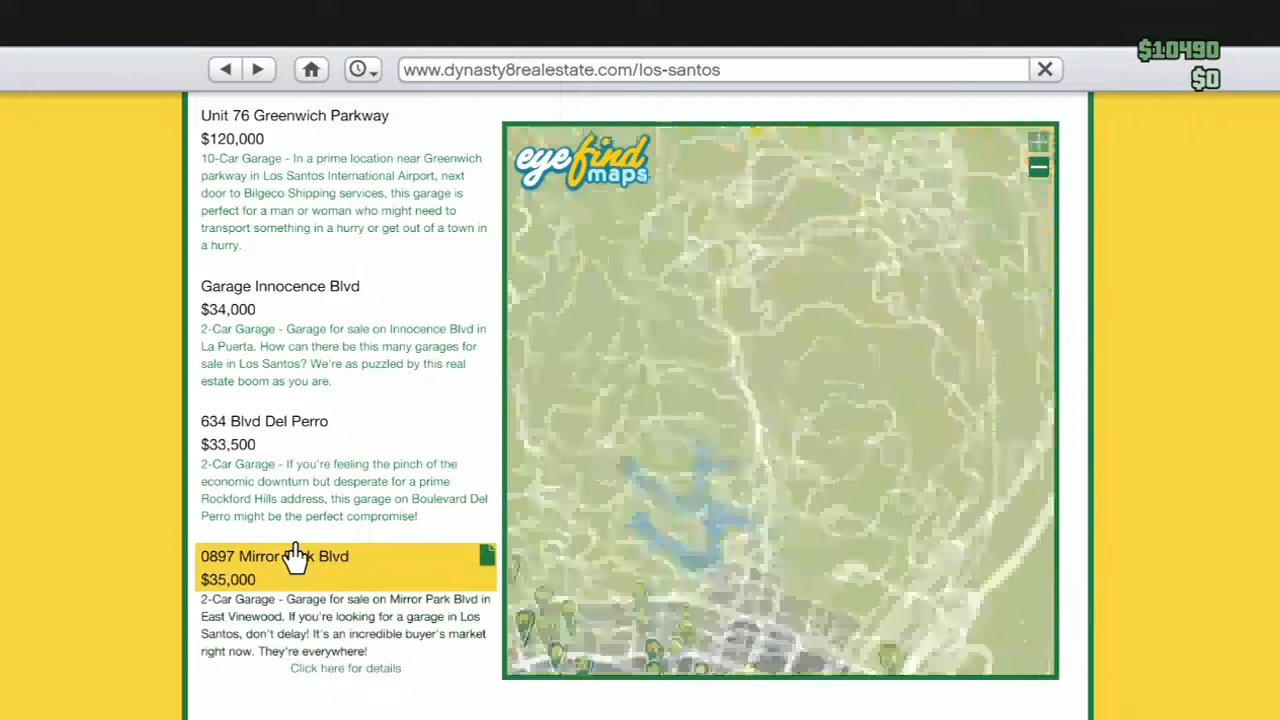 $10490
www.dynasty8realestate.com/los-santos
$0
Unit 76 Greenwich Parkway
$120,000
10-Car Garage - In a prime location near Greenwich
parkway in Los Santos International Airport, next
door to Bilgeco Shipping services, this garage is
perfect for a man or woman who might need to
transport something in a hurry or get out of a town in
a hurry.
Garage Innocence Blvd
$34,000
2-Car Garage - Garage for sale on Innocence Blvd in
La Puerta. How can there be this many garages for
sale in Los Santos? We're as puzzled by this real
estate boom as you are.
634 Blvd Del Perro
$33,500
2-Car Garage - If you're feeling the pinch of the
economic downturn but desperate for a prime
Rockford Hills address, this garage on Boulevard Del
Perro might be the perfect compromise!
0897 Mirror Park Blvd
$35,000
2-Car Garage - Garage for sale on Mirror Park Blvd in
East Vinewood. If you're looking for a garage in Los
Santos, don't delay! It's an incredible buyer's market
right now. They're everywhere!
Click here for details
eyefind
maps